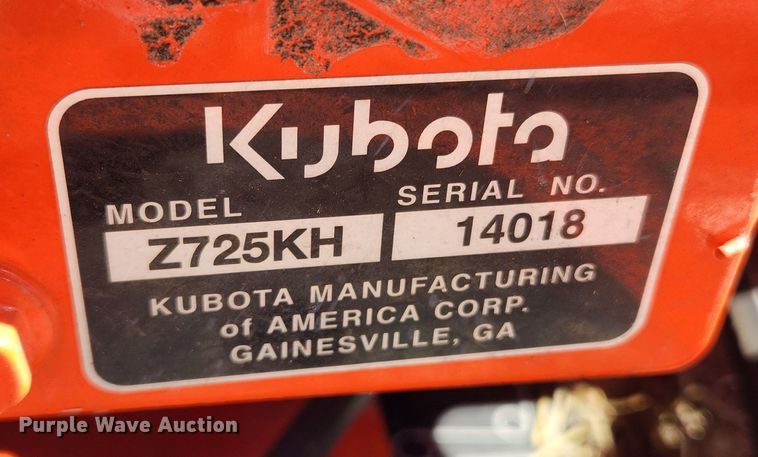 Kubota
MODEL SERIAL NO.
Z725KH 14018
KUBOTA MANUFACTURING
of AMERICA CORP.
GAINESVILLE, GA
Purple Wave Auction